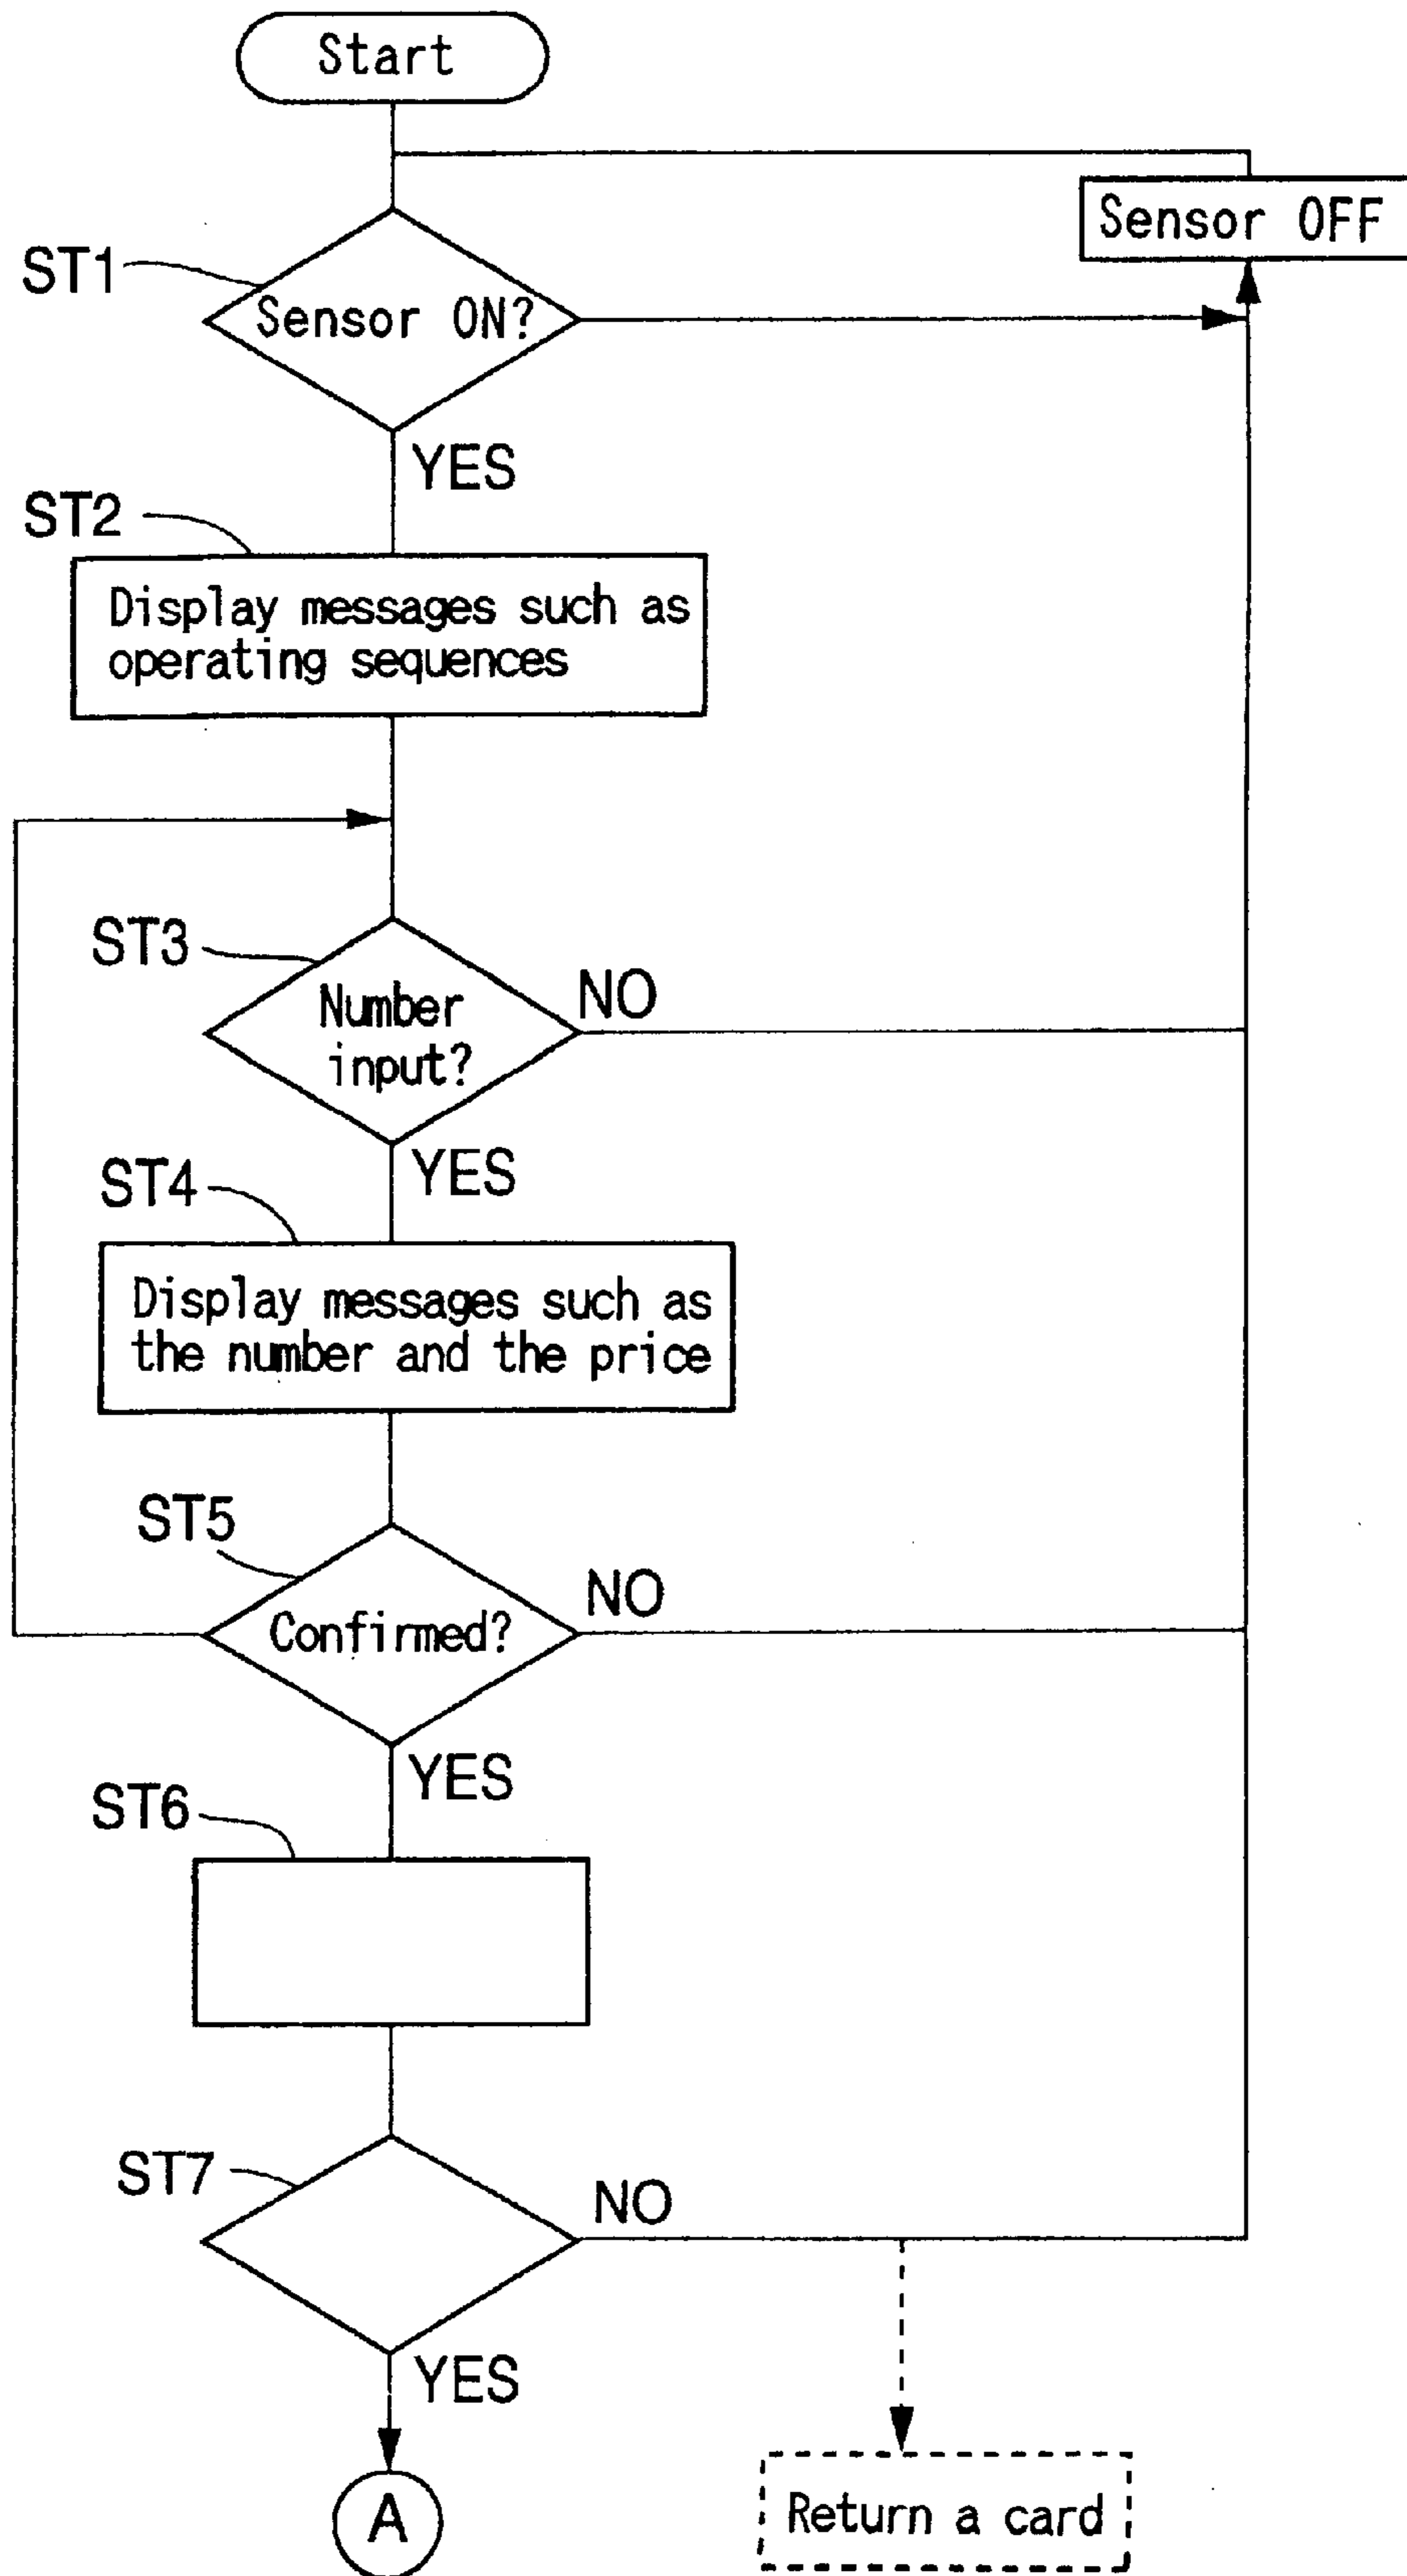 Start
Sensor OFF
ST1
Sensor ON?
YES
ST2
Display messages such as
operating sequences
ST3
Number
input?
NO
YES
ST4
Display messages such as
the number and the price
ST5
Confirmed?
NO
YES
ST6
ST7
NO
YES
A
Return a card